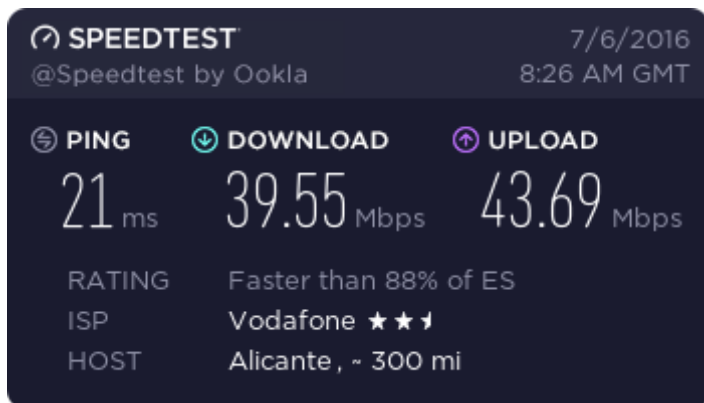 SPEEDTEST 7/6/2016
@Speedtest by Ookla 8:26 AM GMT
PING DOWNLOAD UPLOAD
21 ms 39.55 Mbps 43.69 Mbps
RATING Faster than 88% of ES
ISP Vodafone ★★
HOST Alicante, ~ 300 mi